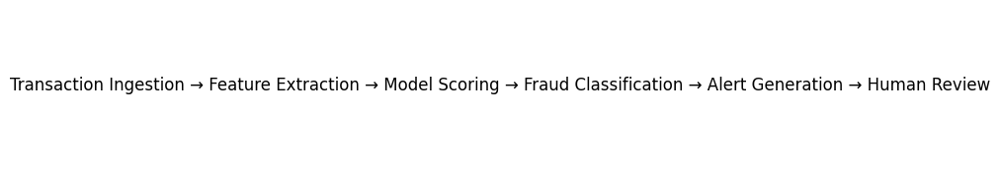 Transaction Ingestion → Feature Extraction → Model Scoring → Fraud Classification → Alert Generation → Human Review